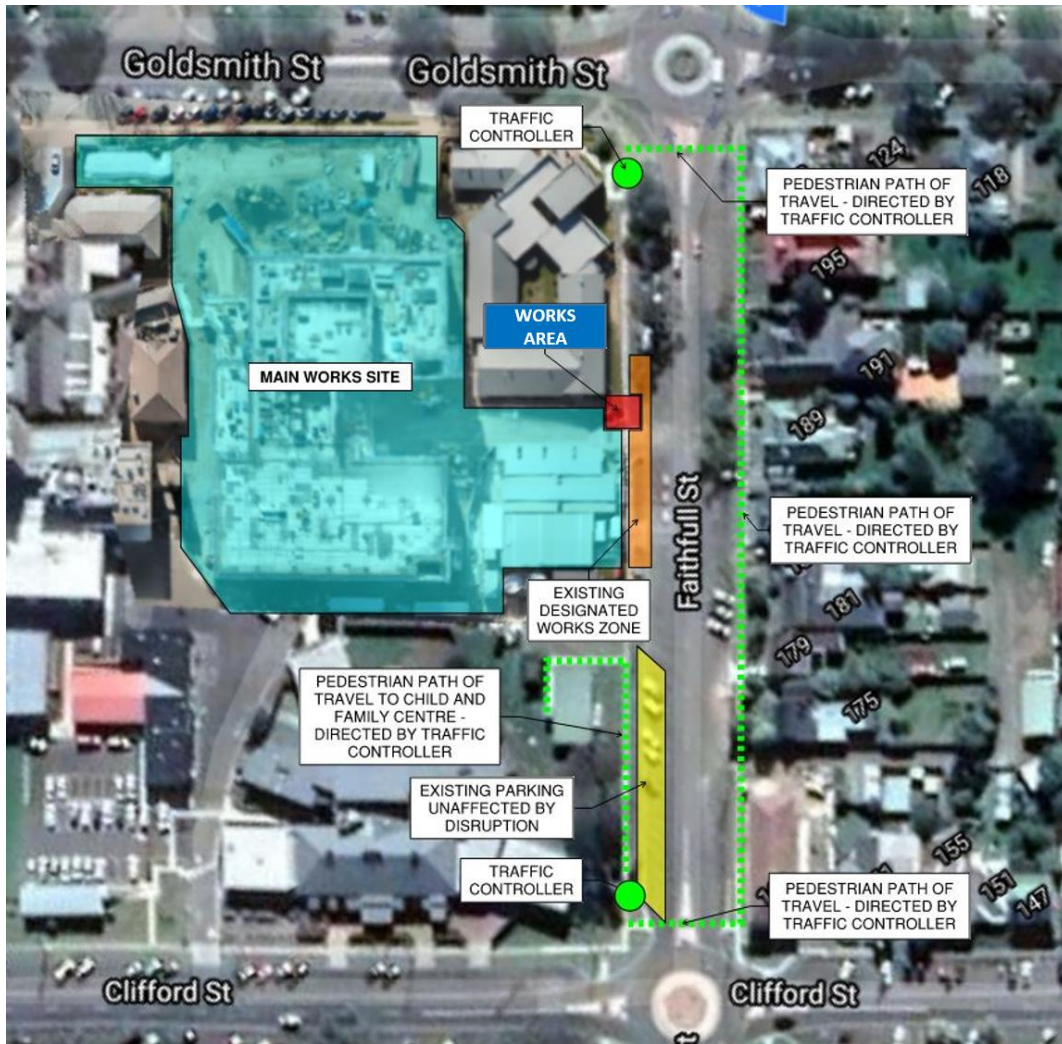 Goldsmith St
Goldsmith St
TRAFFIC
CONTROLLER
124
118
PEDESTRIAN PATH OF
TRAVEL - DIRECTED BY
TRAFFIC CONTROLLER
195
WORKS
AREA
MAIN WORKS SITE
191
189
Faithfull St
PEDESTRIAN PATH OF
TRAVEL - DIRECTED BY
TRAFFIC CONTROLLER
EXISTING
DESIGNATED
WORKS ZONE
181
179
PEDESTRIAN PATH OF
TRAVEL TO CHILD AND
FAMILY CENTRE -
DIRECTED BY TRAFFIC
CONTROLLER
175
EXISTING PARKING
UNAFFECTED BY
DISRUPTION
TRAFFIC
CONTROLLER
155
151
147
PEDESTRIAN PATH OF
TRAVEL - DIRECTED BY
TRAFFIC CONTROLLER
Clifford St
Clifford St